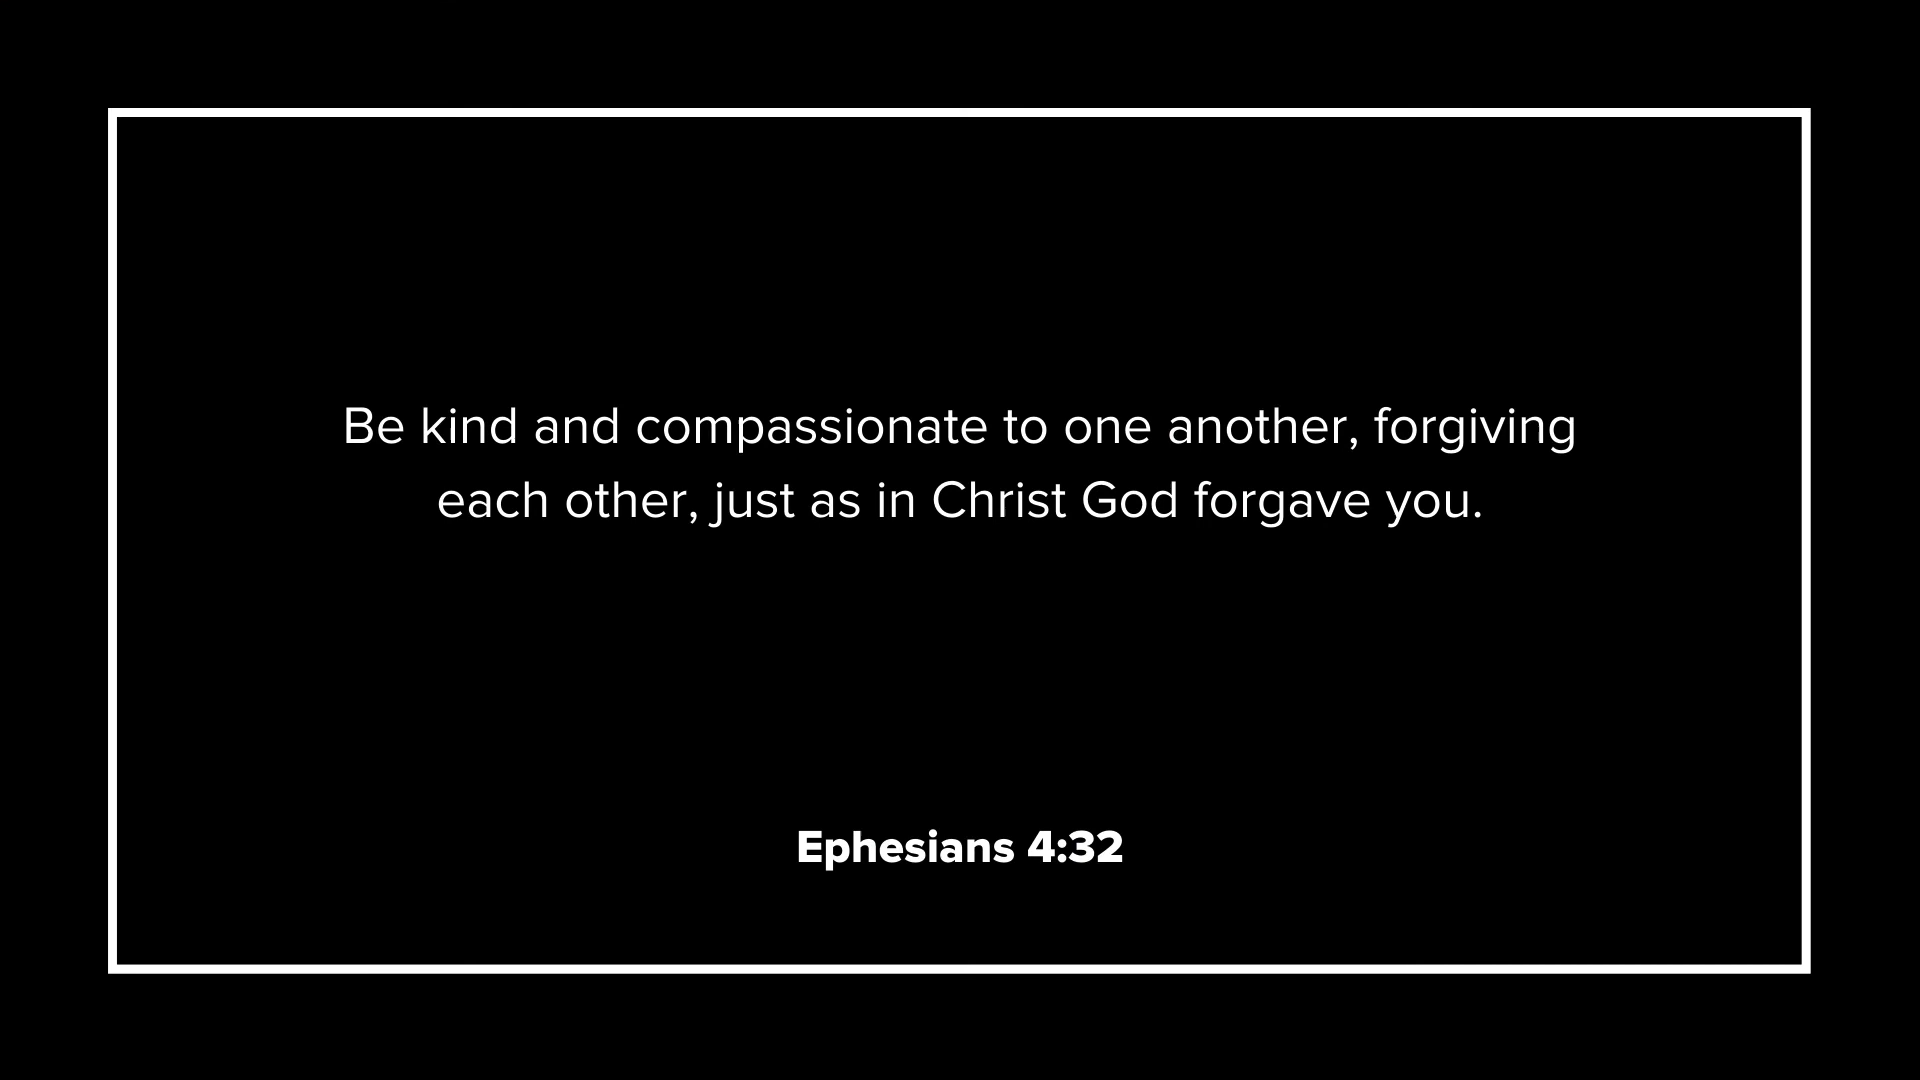 Be kind and compassionate to one another, forgiving
each other, just as in Christ God forgave you.
Ephesians 4:32